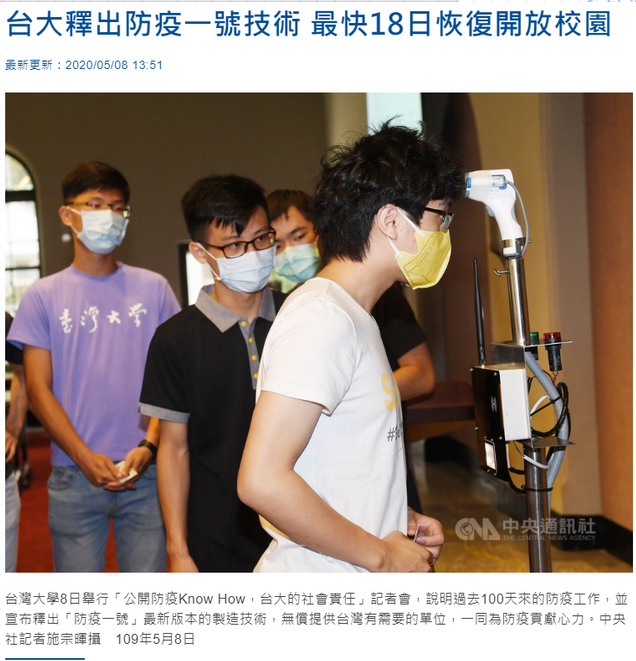 台大釋出防疫一號技術 最快18日恢復開放校園
最新更新：2020/05/08 13:51
臺灣大學
CNA 中央通訊社
THE CENTRAL NEWS AGENCY
台灣大學8日舉行「公開防疫Know How，台大的社會責任」記者會，說明過去100天來的防疫工作，並
宣布釋出「防疫一號」最新版本的製造技術，無償提供台灣有需要的單位，一同為防疫貢獻心力。中央
社記者施宗暉攝　109年5月8日